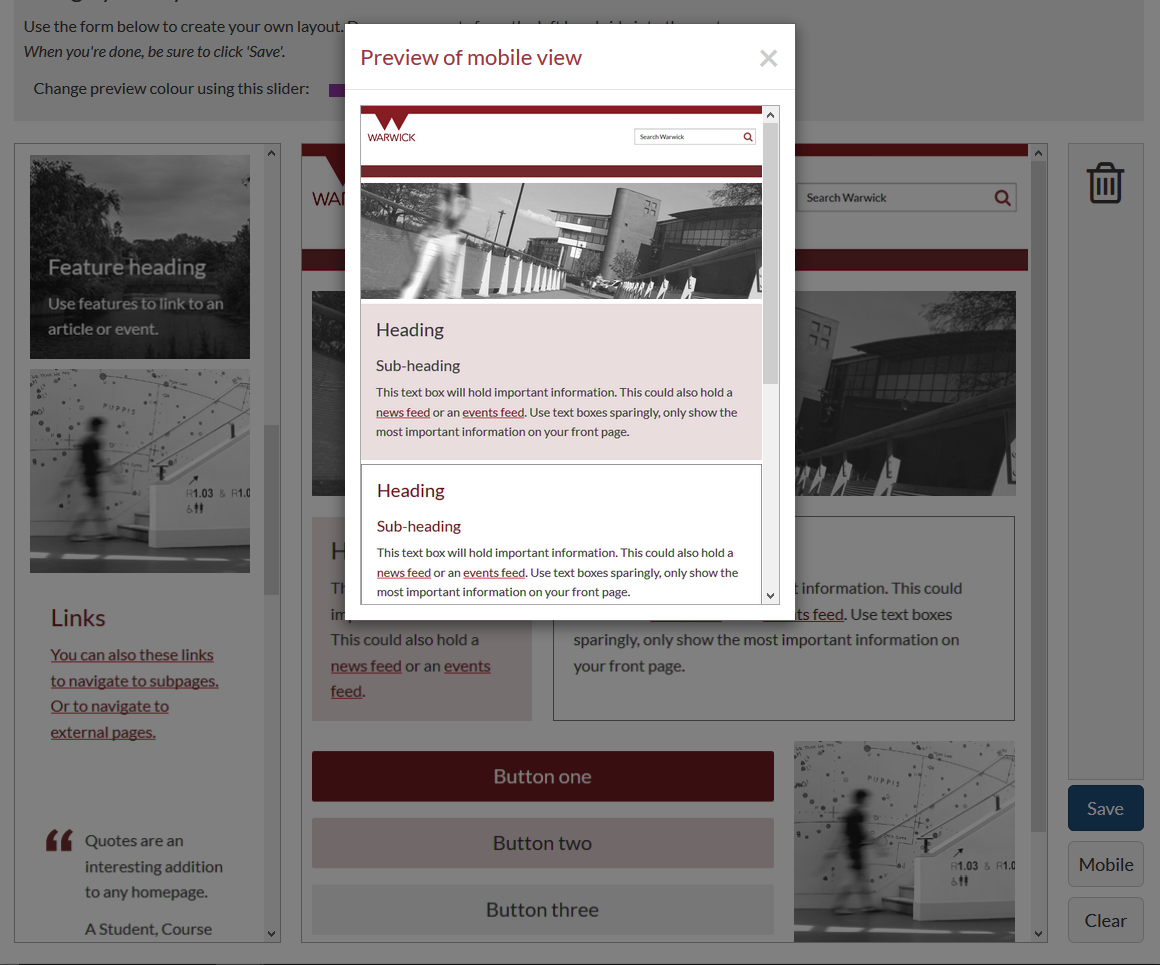 Use the form below to create your own layout.
When you're done, be sure to click 'Save'.
Change preview colour using this slider:
Preview of mobile view
×
WARWICK
Search Warwick
Heading
Sub-heading
This text box will hold important information. This could also hold a
news feed or an events feed. Use text boxes sparingly, only show the
most important information on your front page.
Heading
Sub-heading
This text box will hold important information. This could also hold a
news feed or an events feed. Use text boxes sparingly, only show the
most important information on your front page.
Feature heading
Use features to link to an
article or event.
PUPPIS
R1.03 & R1.0
Links
You can also these links
to navigate to subpages.
Or to navigate to
external pages.
Quotes are an
interesting addition
to any homepage.
A Student, Course
WAR
Search Warwick
H
Th
im
This could also hold a
news feed or an events
feed.
t information. This could
ts feed. Use text boxes
sparingly, only show the most important information on
your front page.
Button one
Button two
Button three
PUPPIS
R1.03 & R1.0
Save
Mobile
Clear